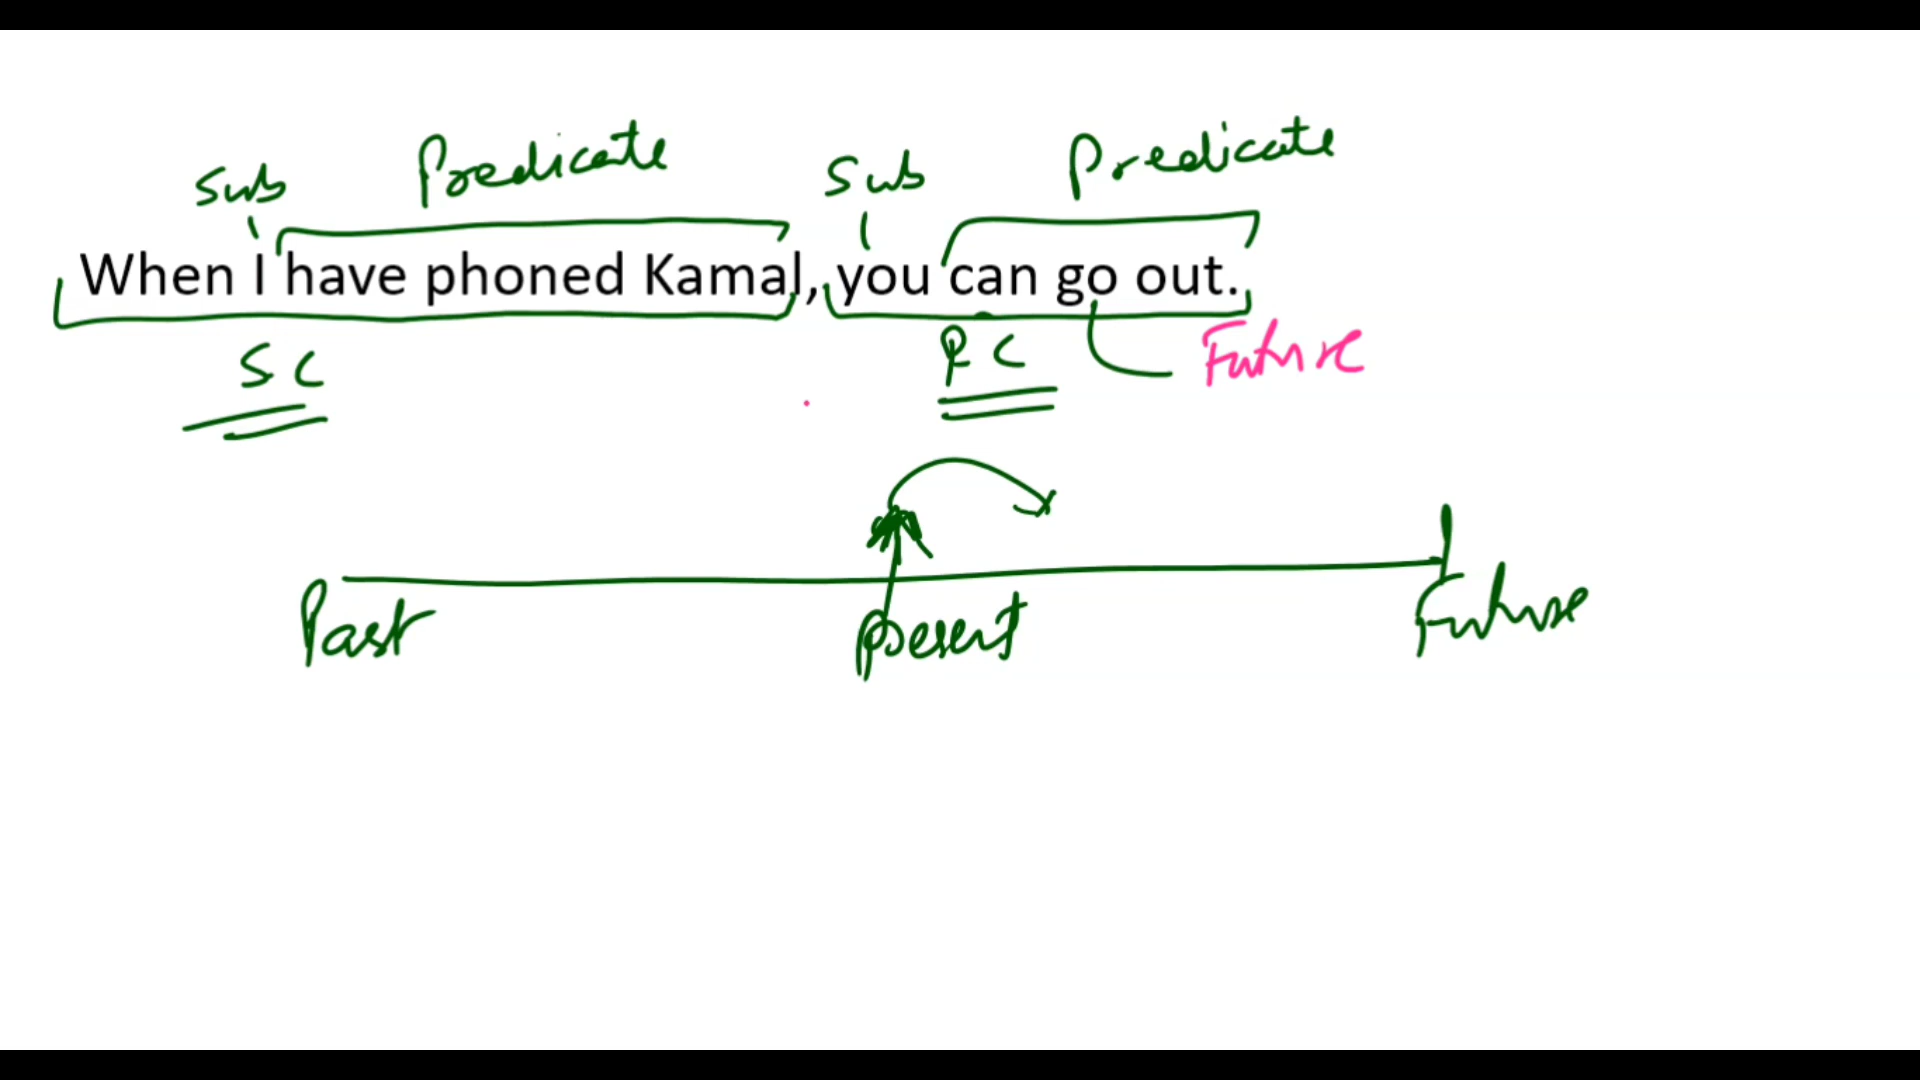 Sub Predicate Sub Predicate
When I have phoned Kamal, you can go out.
SC PC Future
Past Present Future